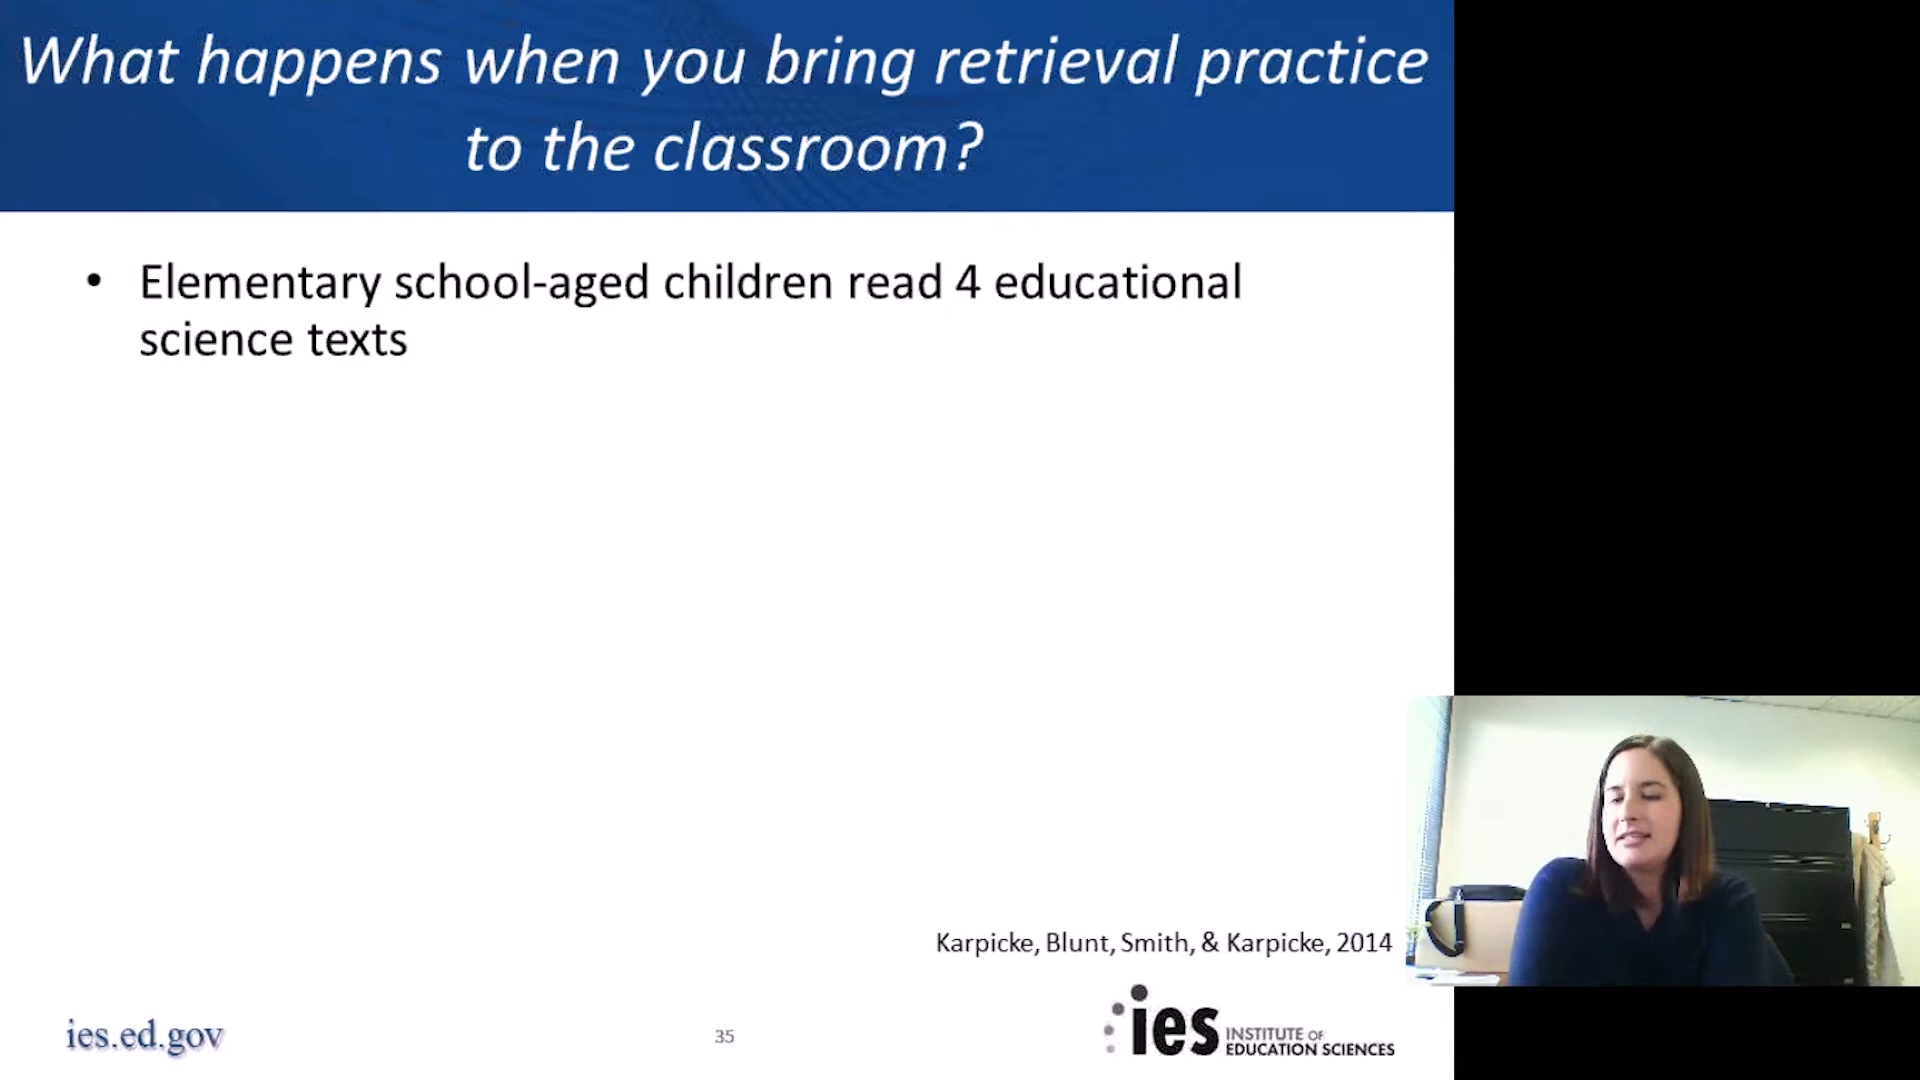 What happens when you bring retrieval practice
to the classroom?
• Elementary school-aged children read 4 educational
science texts
Karpicke, Blunt, Smith, & Karpicke, 2014
ies.ed.gov
35
ies INSTITUTE OF
EDUCATION SCIENCES